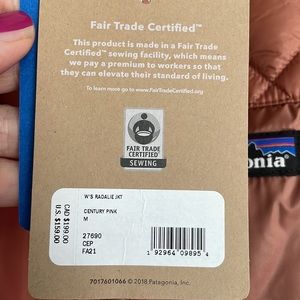 Fair Trade Certified™
This product is made in a Fair Trade
Certified™ sewing facility, which means
we pay a premium to workers so that
they can elevate their standard of living.
To learn more go to www.FairTradeCertified.org
FAIR TRADE
CERTIFIED™
SEWING
W'S RADALIE JKT
CENTURY PINK
M
27690
CEP
FA21
CAD $199.00
U.S. $159.00
1 92964 09895 4
7017601066 © 2018 Patagonia, Inc.
onia